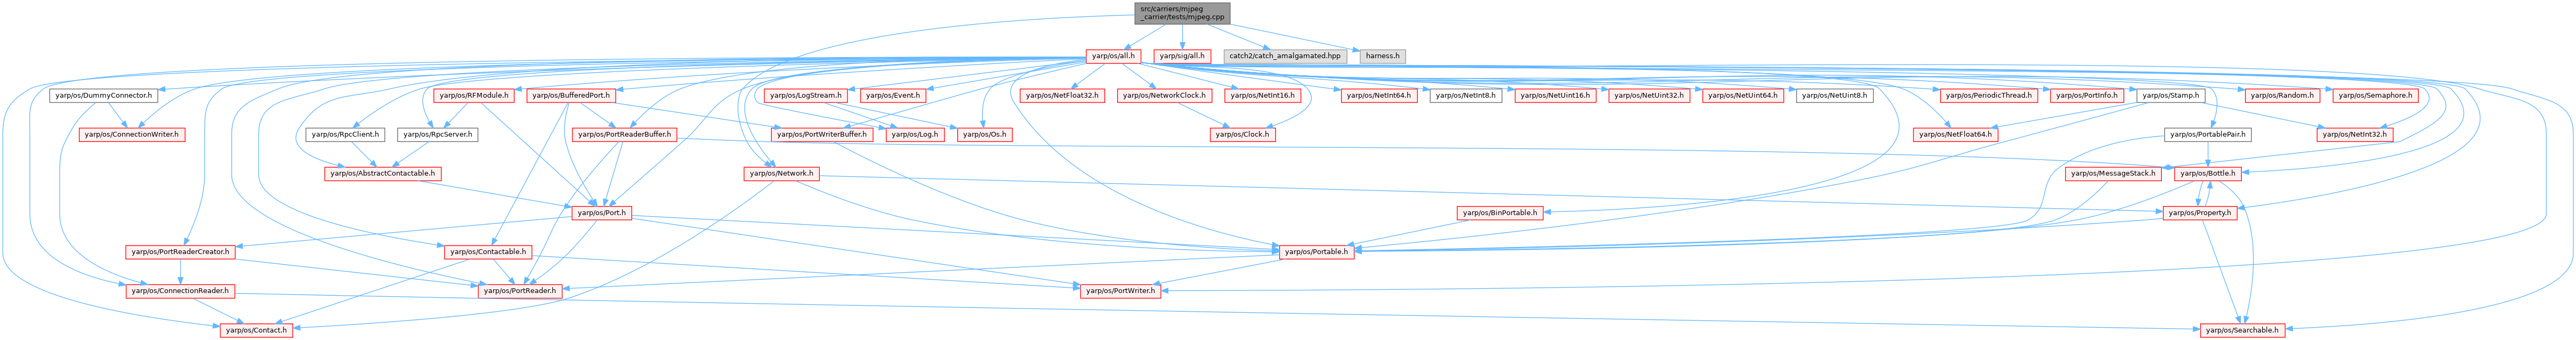 src/carriers/mjpeg
_carrier/tests/mjpeg.cpp
yarp/os/all.h
yarp/sig/all.h
catch2/catch_amalgamated.hpp
harness.h
yarp/os/DummyConnector.h
yarp/os/RFModule.h
yarp/os/BufferedPort.h
yarp/os/LogStream.h
yarp/os/Event.h
yarp/os/NetFloat32.h
yarp/os/NetworkClock.h
yarp/os/NetInt16.h
yarp/os/NetInt64.h
yarp/os/NetInt8.h
yarp/os/NetUint16.h
yarp/os/NetUint32.h
yarp/os/NetUint64.h
yarp/os/NetUint8.h
yarp/os/PeriodicThread.h
yarp/os/PortInfo.h
yarp/os/Stamp.h
yarp/os/Random.h
yarp/os/Semaphore.h
yarp/os/ConnectionWriter.h
yarp/os/RpcClient.h
yarp/os/RpcServer.h
yarp/os/PortReaderBuffer.h
yarp/os/PortWriterBuffer.h
yarp/os/Log.h
yarp/os/Os.h
yarp/os/Clock.h
yarp/os/NetFloat64.h
yarp/os/PortablePair.h
yarp/os/NetInt32.h
yarp/os/AbstractContactable.h
yarp/os/Network.h
yarp/os/MessageStack.h
yarp/os/Bottle.h
yarp/os/Port.h
yarp/os/BinPortable.h
yarp/os/Property.h
yarp/os/PortReaderCreator.h
yarp/os/Contactable.h
yarp/os/Portable.h
yarp/os/ConnectionReader.h
yarp/os/PortReader.h
yarp/os/PortWriter.h
yarp/os/Contact.h
yarp/os/Searchable.h